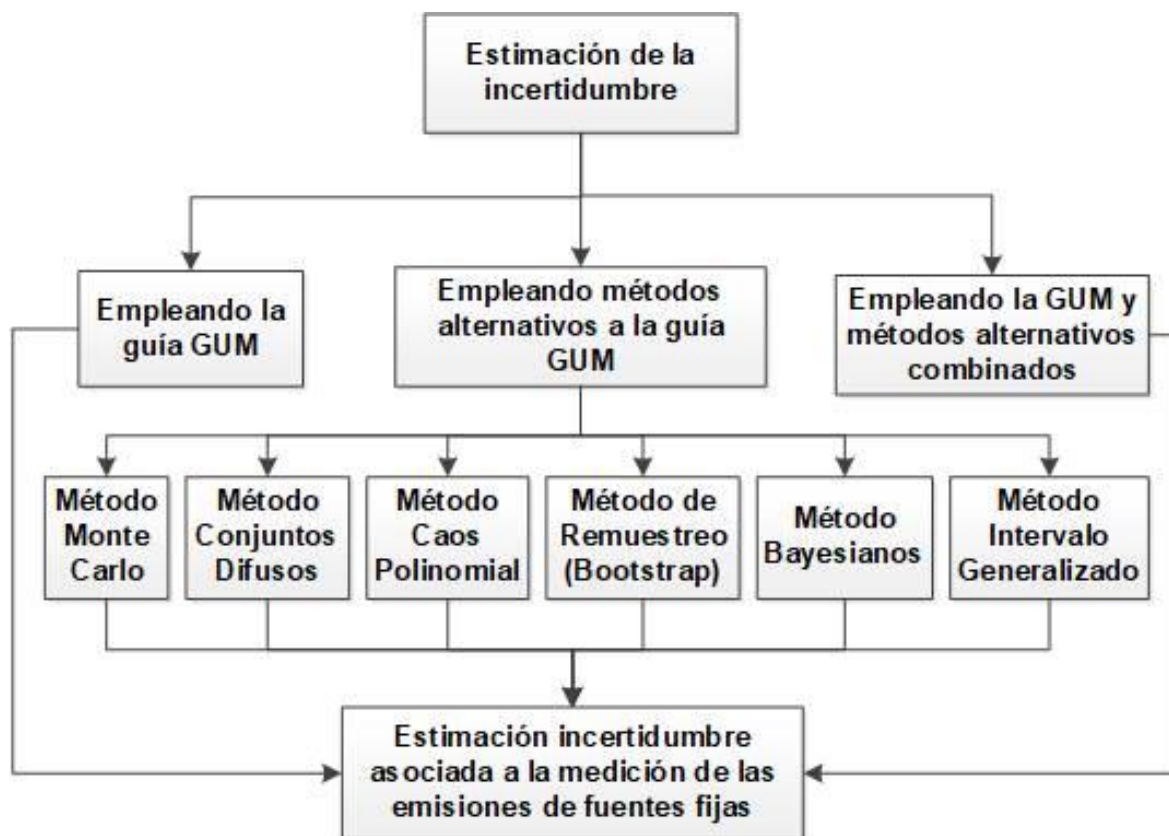 Estimación de la
incertidumbre
Empleando la
guía GUM
Empleando métodos
alternativos a la guía
GUM
Empleando la GUM y
métodos alternativos
combinados
Método
Monte
Carlo
Método
Conjuntos
Difusos
Método
Caos
Polinomial
Método de
Remuestreo
(Bootstrap)
Método
Bayesianos
Método
Intervalo
Generalizado
Estimación incertidumbre
asociada a la medición de las
emisiones de fuentes fijas